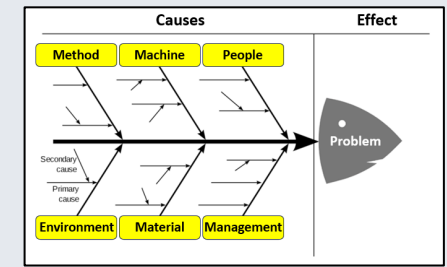 Causes
Effect
Method
Machine
People
Problem
Secondary
cause
Primary
cause
Environment
Material
Management